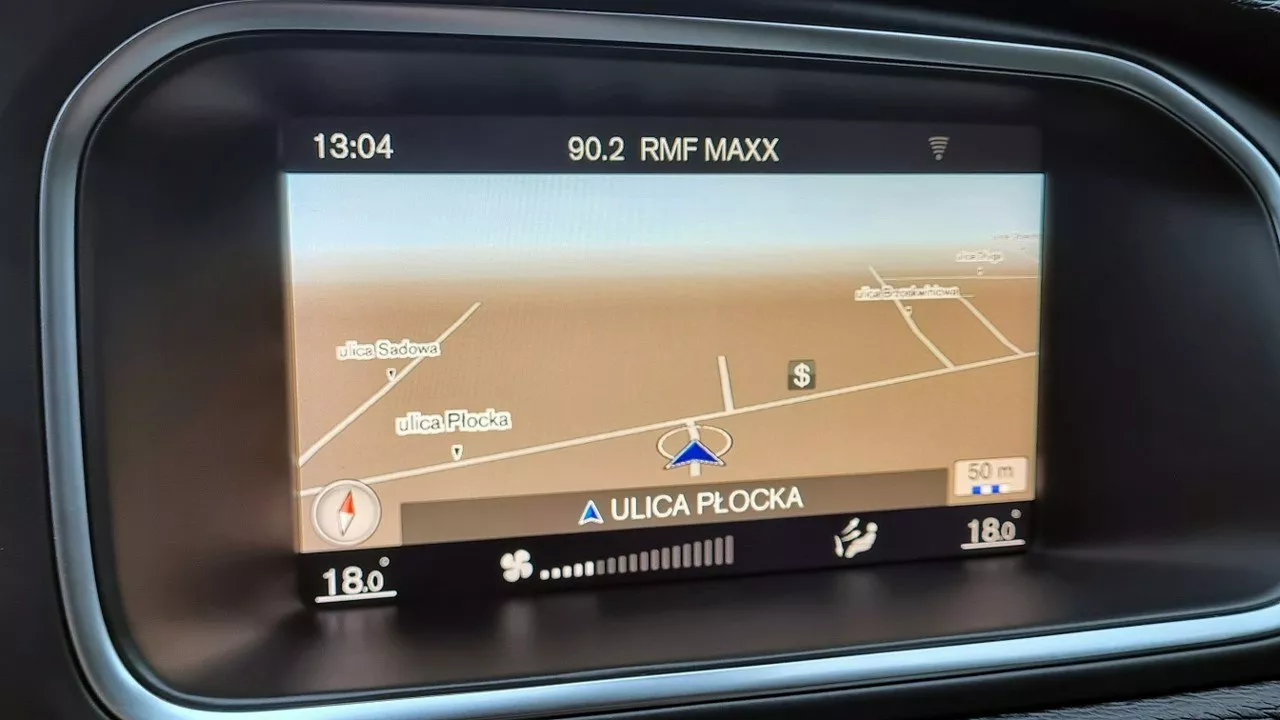 13:04 90.2 RMF MAXX
ulica Sadowa
$
ulica Płocka
50 m
ULICA PŁOCKA
18.0° 18.0°